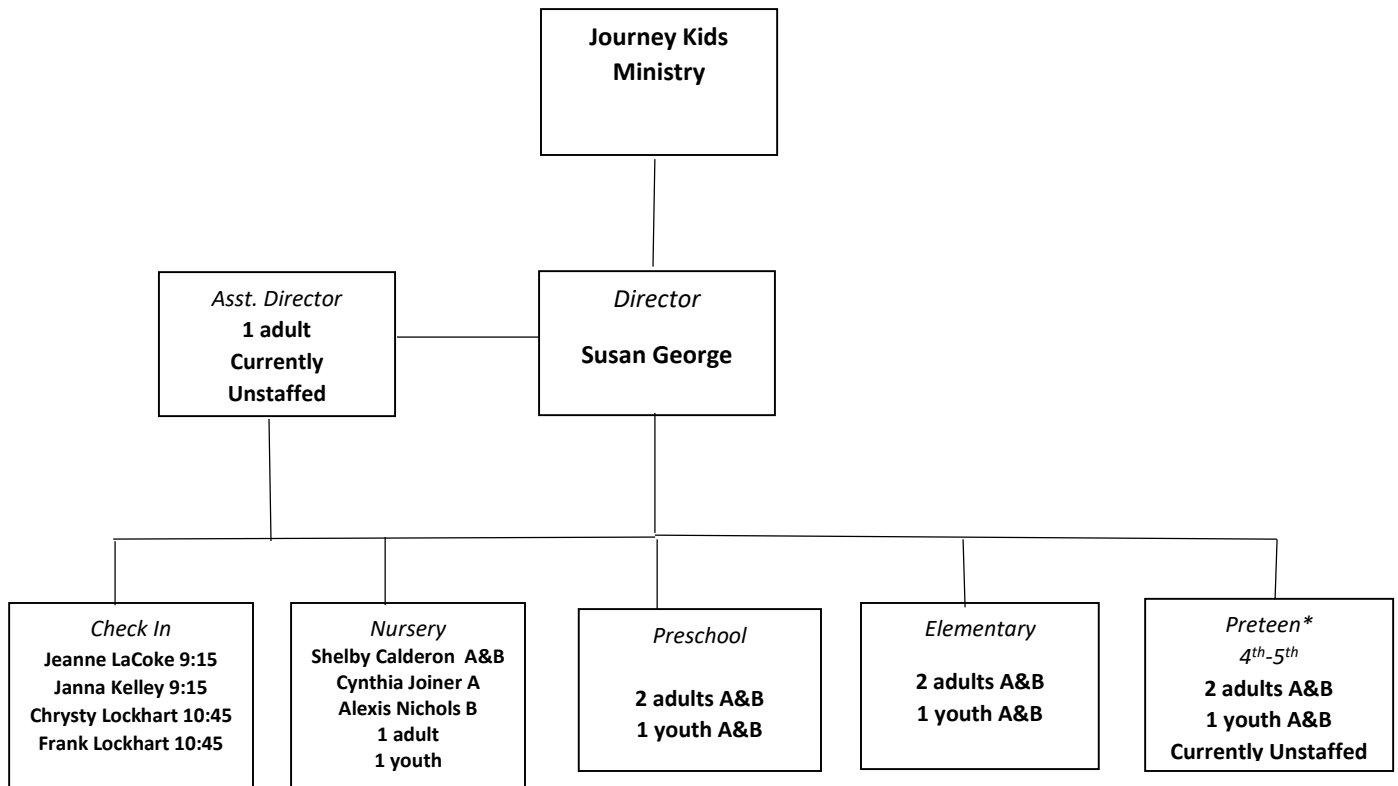 Journey Kids
Ministry
Asst. Director
1 adult
Currently
Unstaffed
Director
Susan George
Check In
Jeanne LaCoke 9:15
Janna Kelley 9:15
Chrysty Lockhart 10:45
Frank Lockhart 10:45
Nursery
Shelby Calderon A&B
Cynthia Joiner A
Alexis Nichols B
1 adult
1 youth
Preschool
2 adults A&B
1 youth A&B
Elementary
2 adults A&B
1 youth A&B
Preteen*
4th-5th
2 adults A&B
1 youth A&B
Currently Unstaffed